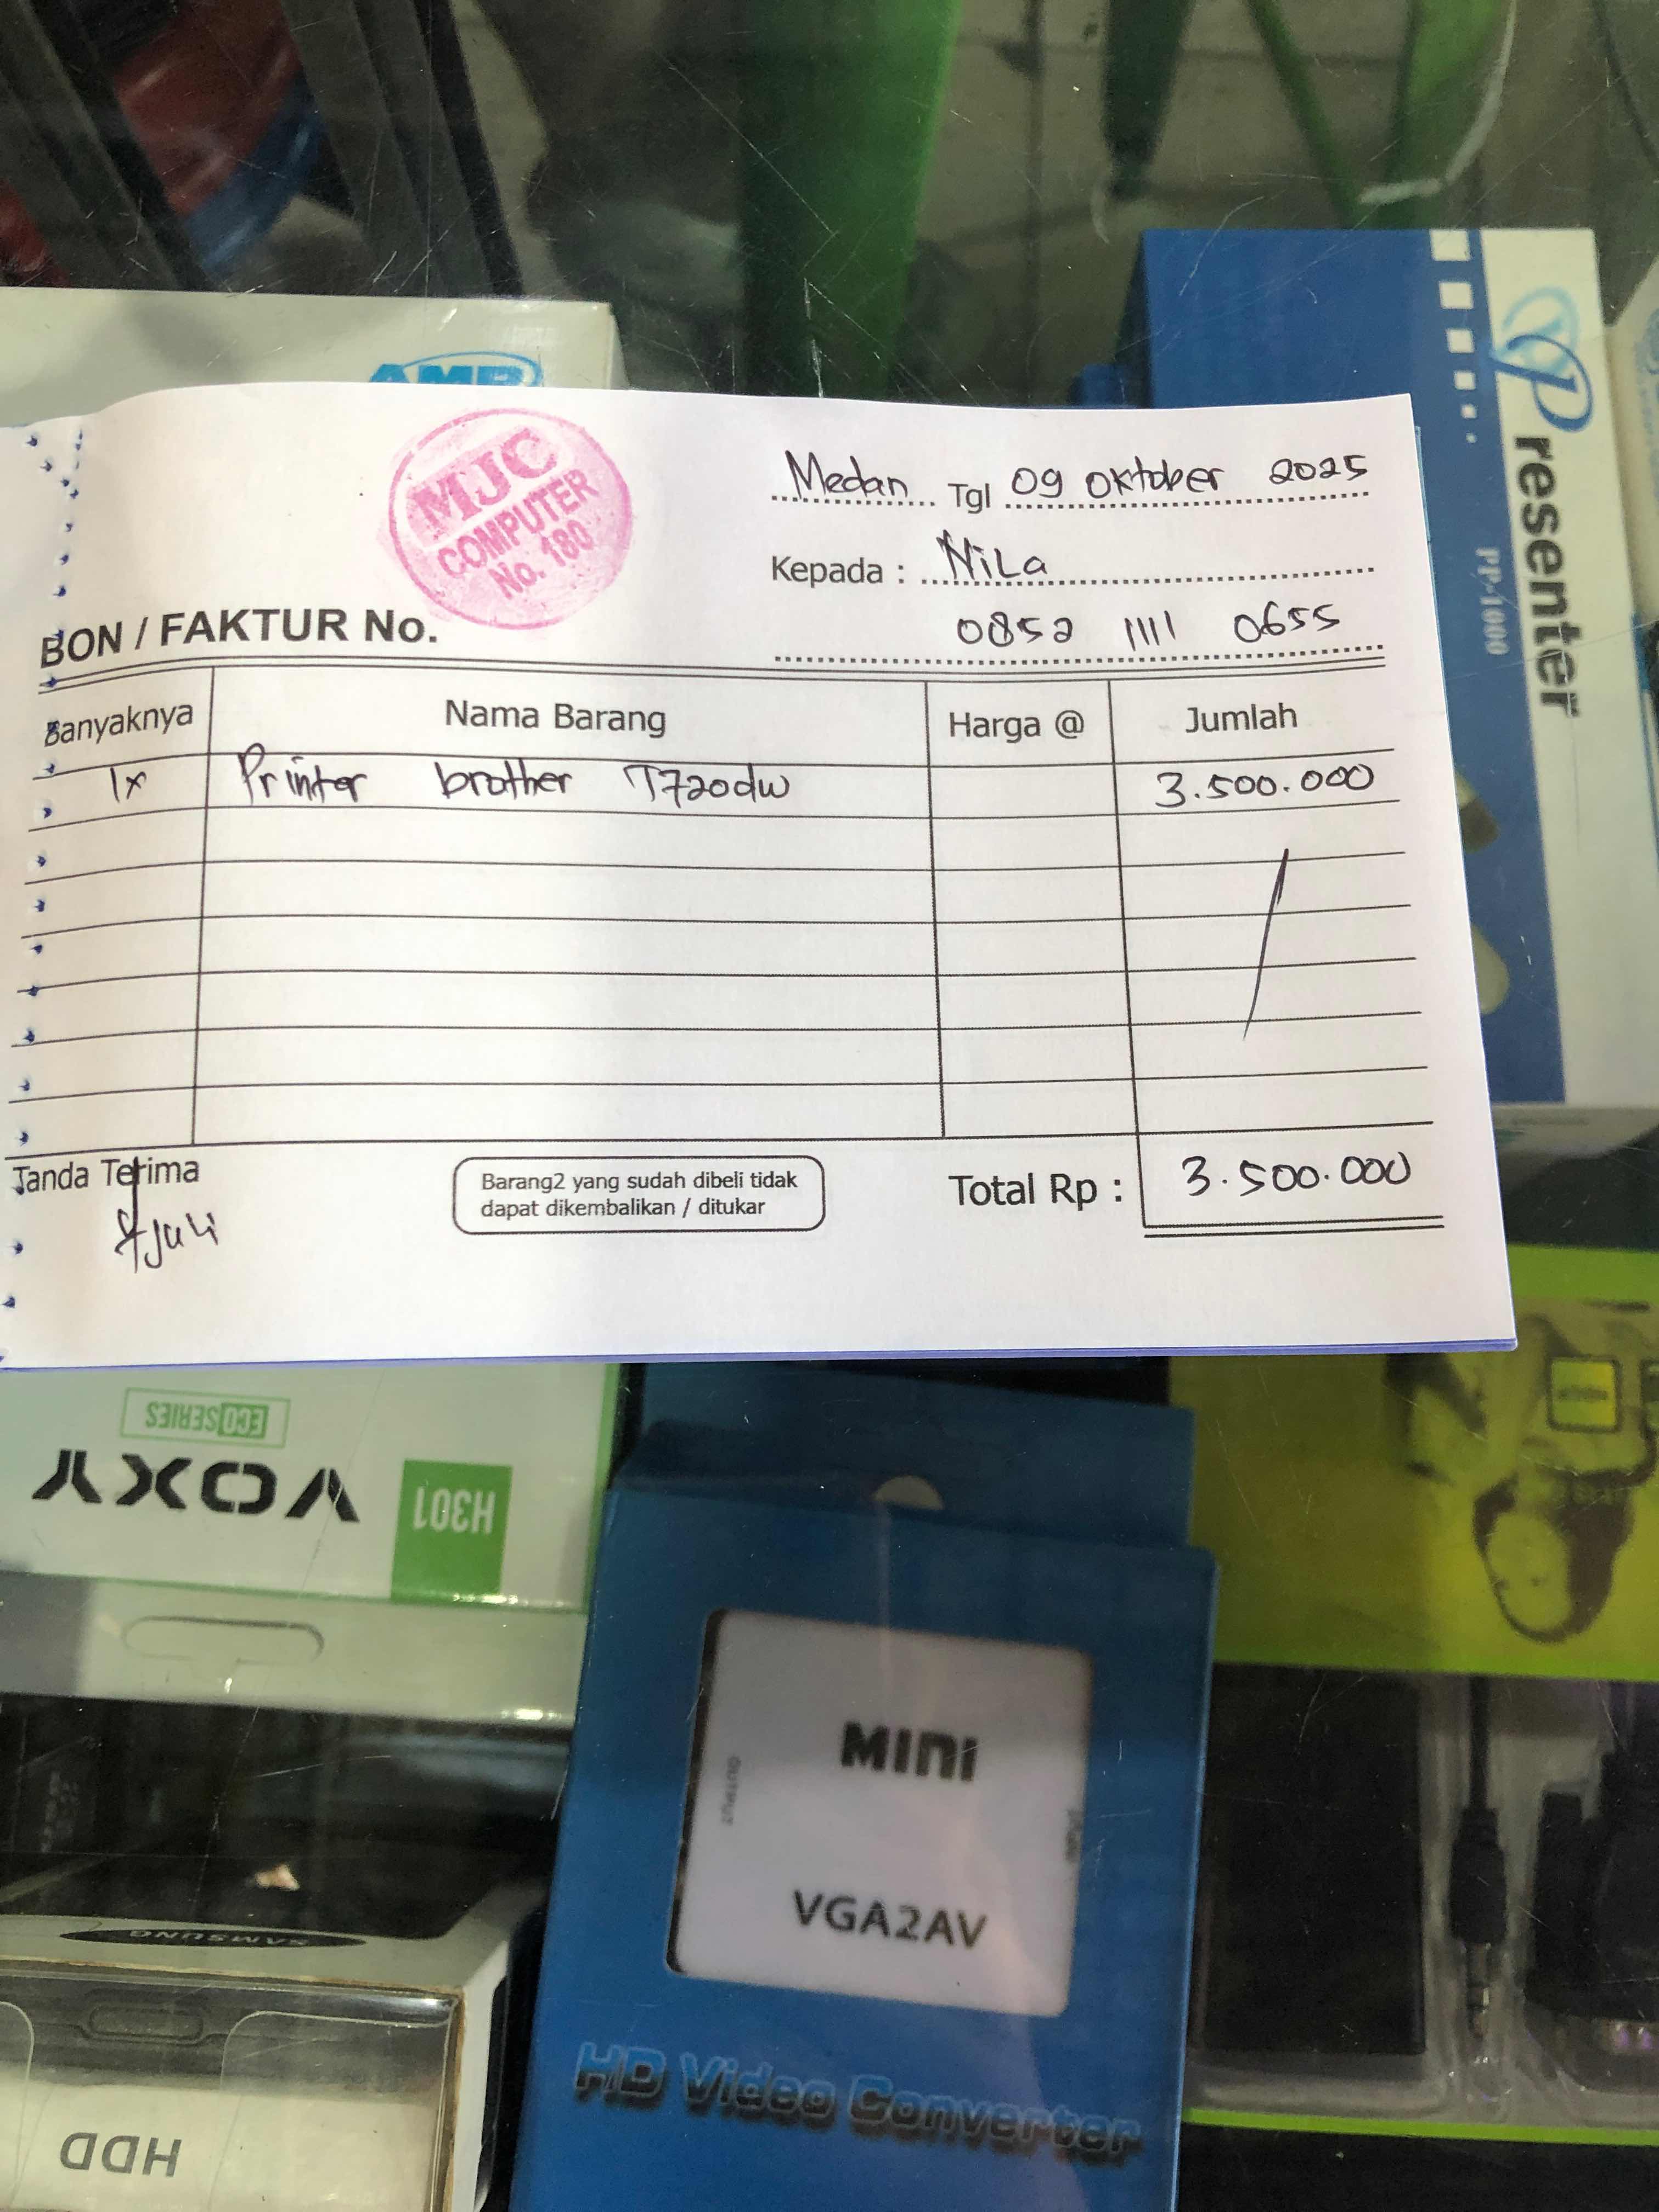 AMP
MJC
COMPUTER
No. 180
Medan Tgl 09 Oktober 2025
Kepada : Nila
0852 1111 0655
BON / FAKTUR No.
Banyaknya Nama Barang Harga @ Jumlah
1x Printer brother T720dw 3.500.000
Tanda Terima
Juli
Barang2 yang sudah dibeli tidak
dapat dikembalikan / ditukar
Total Rp : 3.500.000
Presenter
PP-1000
ECO SERIES
VOXY
H301
MINI
OUTPUT
VGA2AV
HD Video Converter
SAMSUNG
HDD